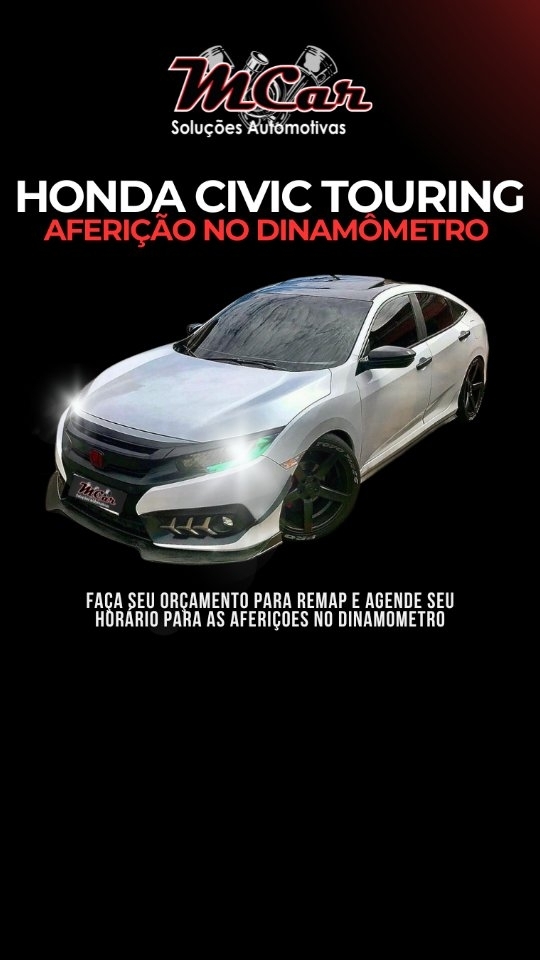 MCar
Soluções Automotivas
HONDA CIVIC TOURING
AFERIÇÃO NO DINAMÔMETRO
MCar
FAÇA SEU ORÇAMENTO PARA REMAP E AGENDE SEU
HORÁRIO PARA AS AFERIÇÕES NO DINAMOMETRO